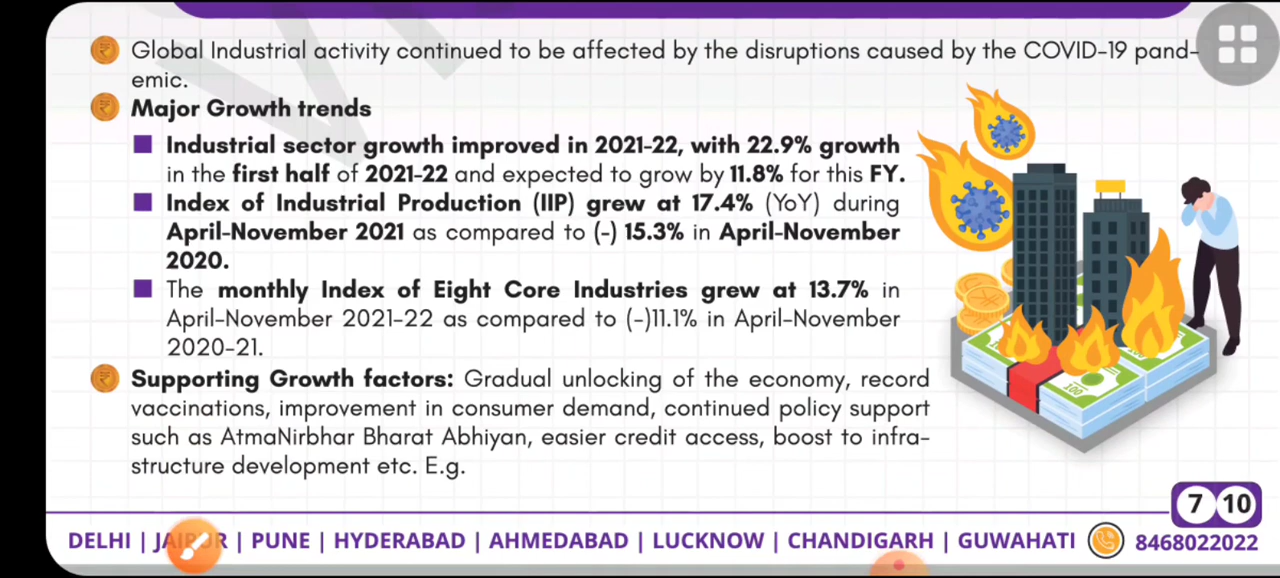 Global Industrial activity continued to be affected by the disruptions caused by the COVID-19 pand-
emic.
Major Growth trends
Industrial sector growth improved in 2021-22, with 22.9% growth
in the first half of 2021-22 and expected to grow by 11.8% for this FY.
Index of Industrial Production (IIP) grew at 17.4% (YoY) during
April-November 2021 as compared to (-) 15.3% in April-November
2020.
The monthly Index of Eight Core Industries grew at 13.7% in
April-November 2021-22 as compared to (-)11.1% in April-November
2020-21.
Supporting Growth factors: Gradual unlocking of the economy, record
vaccinations, improvement in consumer demand, continued policy support
such as AtmaNirbhar Bharat Abhiyan, easier credit access, boost to infra-
structure development etc. E.g.
100
7 10
DELHI | JAIPUR | PUNE | HYDERABAD | AHMEDABAD | LUCKNOW | CHANDIGARH | GUWAHATI 8468022022